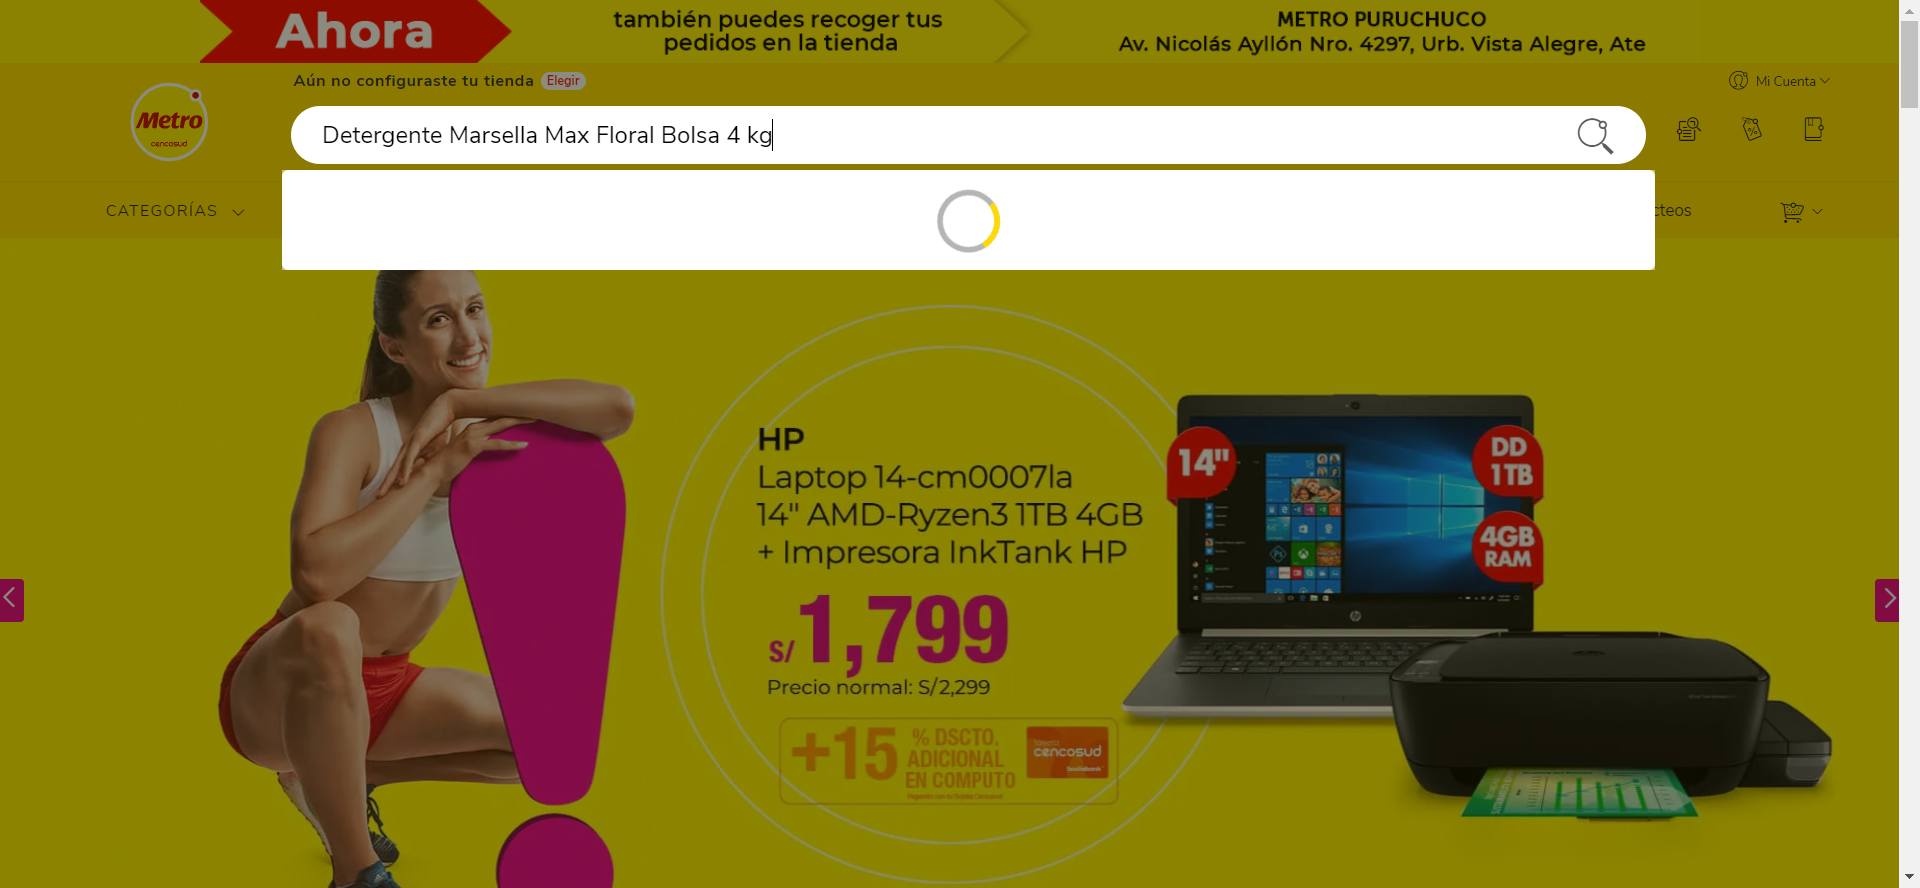 Ahora
también puedes recoger tus
pedidos en la tienda
METRO PURUCHUCO
Av. Nicolás Ayllón Nro. 4297, Urb. Vista Alegre, Ate
Aún no configuraste tu tienda Elegir
Mi Cuenta
Metro
cencosud
Detergente Marsella Max Floral Bolsa 4 kg
CATEGORÍAS
cteos
HP
Laptop 14-cm0007la
14" AMD-Ryzen3 1TB 4GB
+ Impresora InkTank HP
S/ 1,799
Precio normal: S/2,299
+15 % DSCTO.
ADICIONAL
EN COMPUTO
cencosud
14"
DD
1TB
4GB
RAM